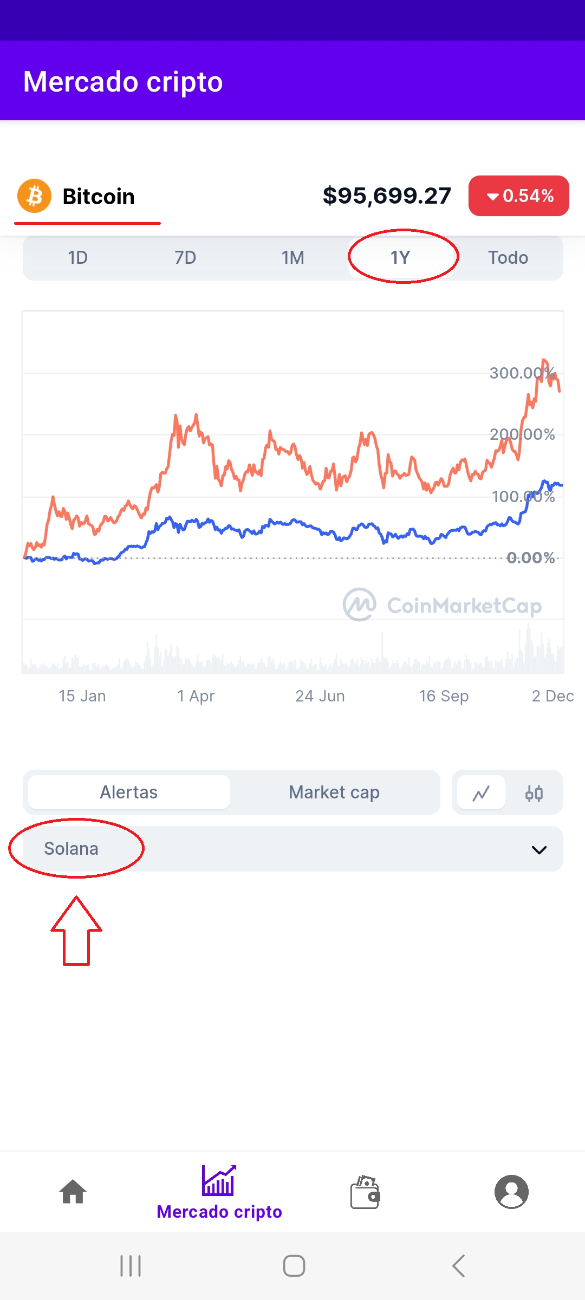 Mercado cripto
Bitcoin $95,699.27 0.54%
1D 7D 1M 1Y Todo
300.00%
200.00%
100.00%
0.00%
CoinMarketCap
15 Jan 1 Apr 24 Jun 16 Sep 2 Dec
Alertas Market cap
Solana
Mercado cripto